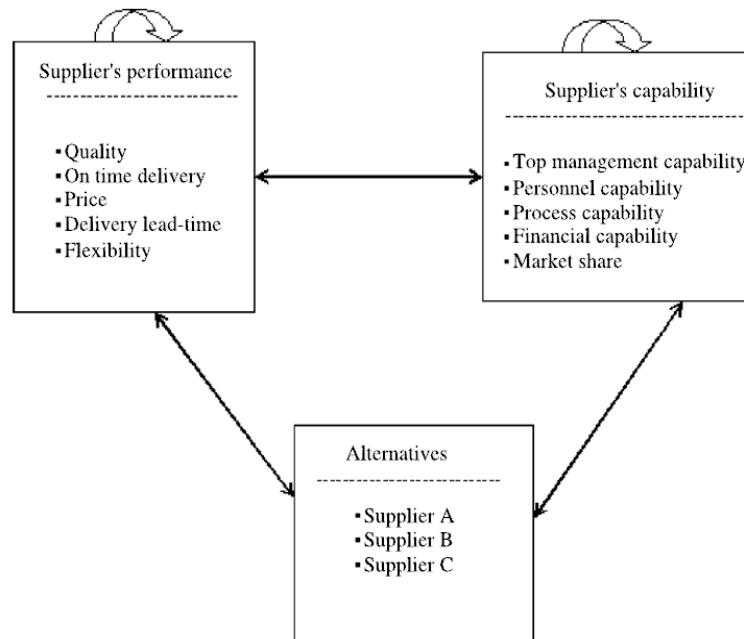 Supplier's performance
▪Quality
▪On time delivery
▪Price
▪Delivery lead-time
▪Flexibility
Supplier's capability
▪Top management capability
▪Personnel capability
▪Process capability
▪Financial capability
▪Market share
Alternatives
▪Supplier A
▪Supplier B
▪Supplier C